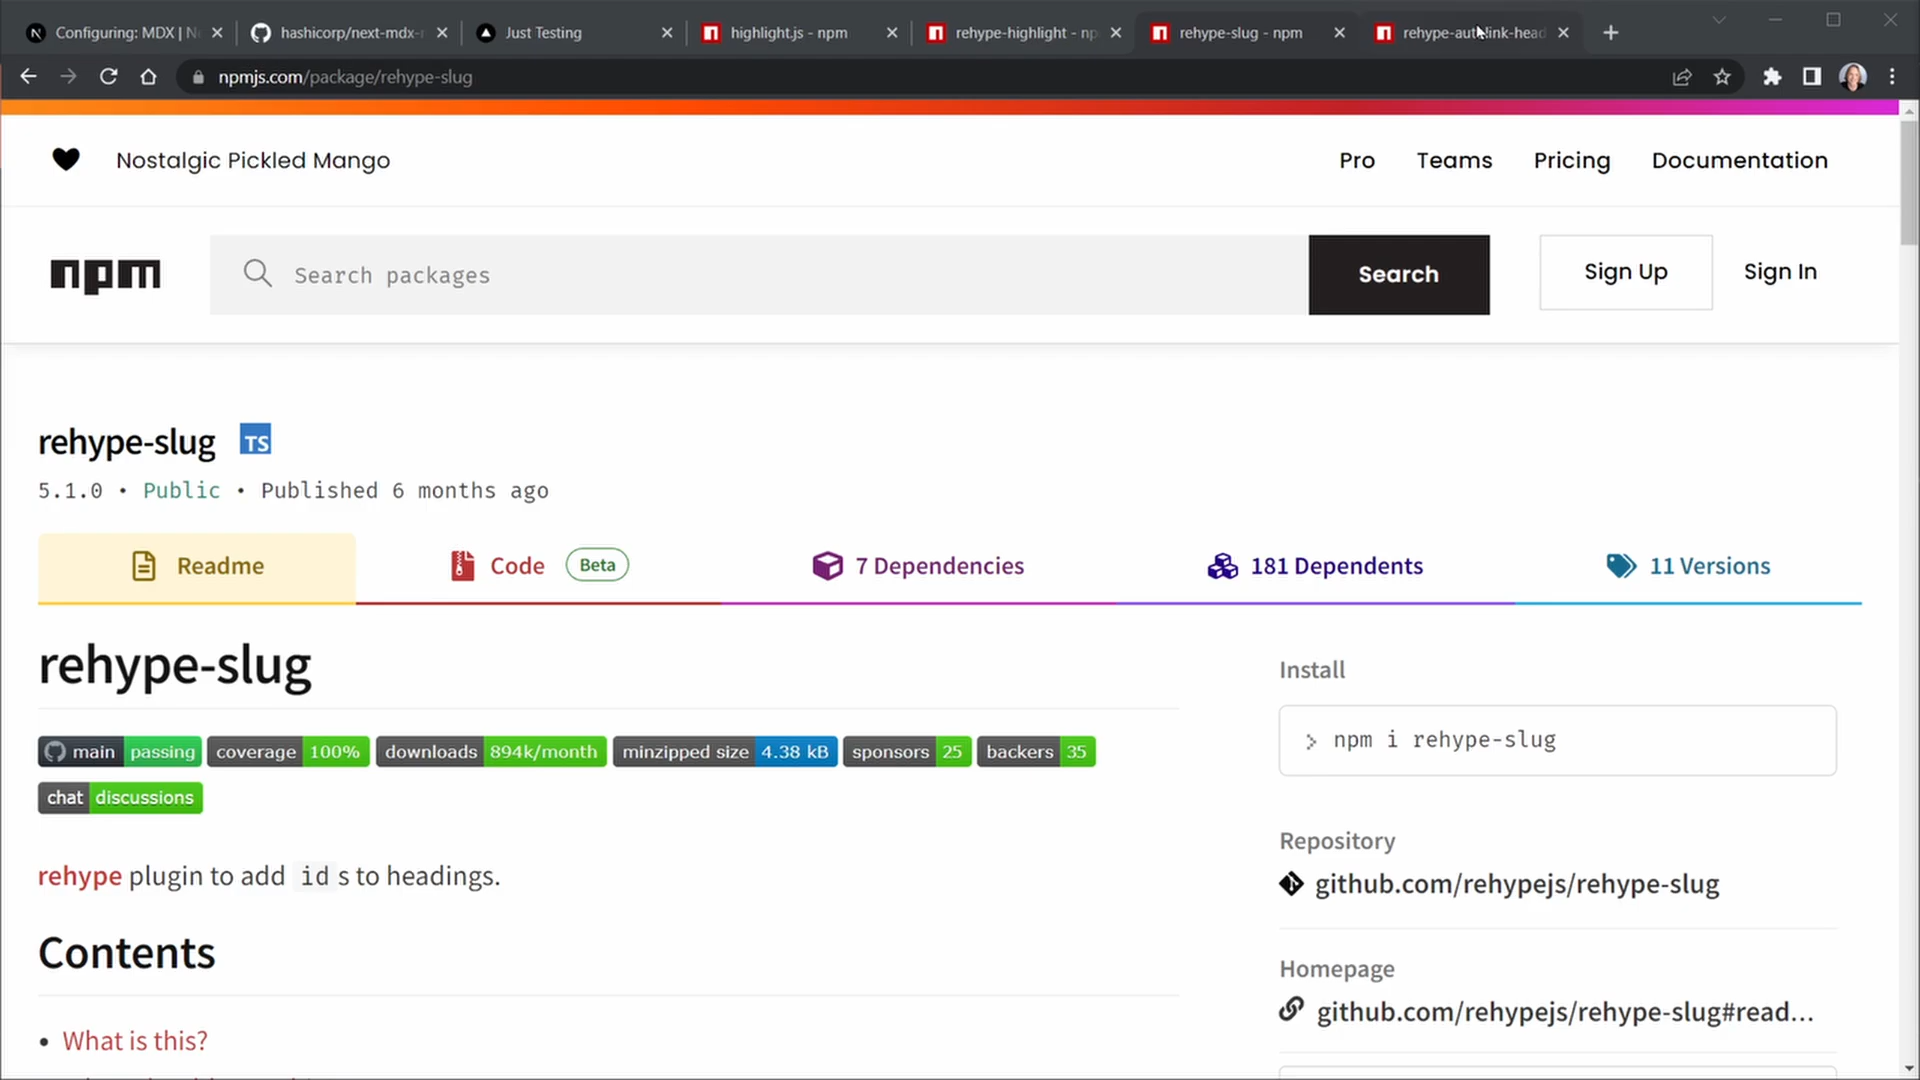 Configuring: MDX | N
hashicorp/next-mdx-r
Just Testing
highlight.js - npm
rehype-highlight - np
rehype-slug - npm
rehype-autolink-head
npmjs.com/package/rehype-slug
Nostalgic Pickled Mango
Pro
Teams
Pricing
Documentation
npm
Search packages
Search
Sign Up
Sign In
rehype-slug TS
5.1.0 • Public • Published 6 months ago
Readme
Code Beta
7 Dependencies
181 Dependents
11 Versions
rehype-slug
main passing coverage 100% downloads 894k/month minzipped size 4.38 kB sponsors 25 backers 35
chat discussions
rehype plugin to add id s to headings.
Contents
• What is this?
Install
> npm i rehype-slug
Repository
github.com/rehypejs/rehype-slug
Homepage
github.com/rehypejs/rehype-slug#read...